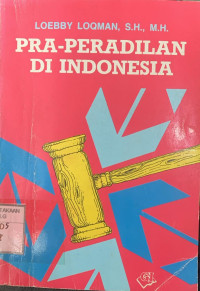 LOEBBY LOQMAN, S.H., M.H.
PRA-PERADILAN
DI INDONESIA